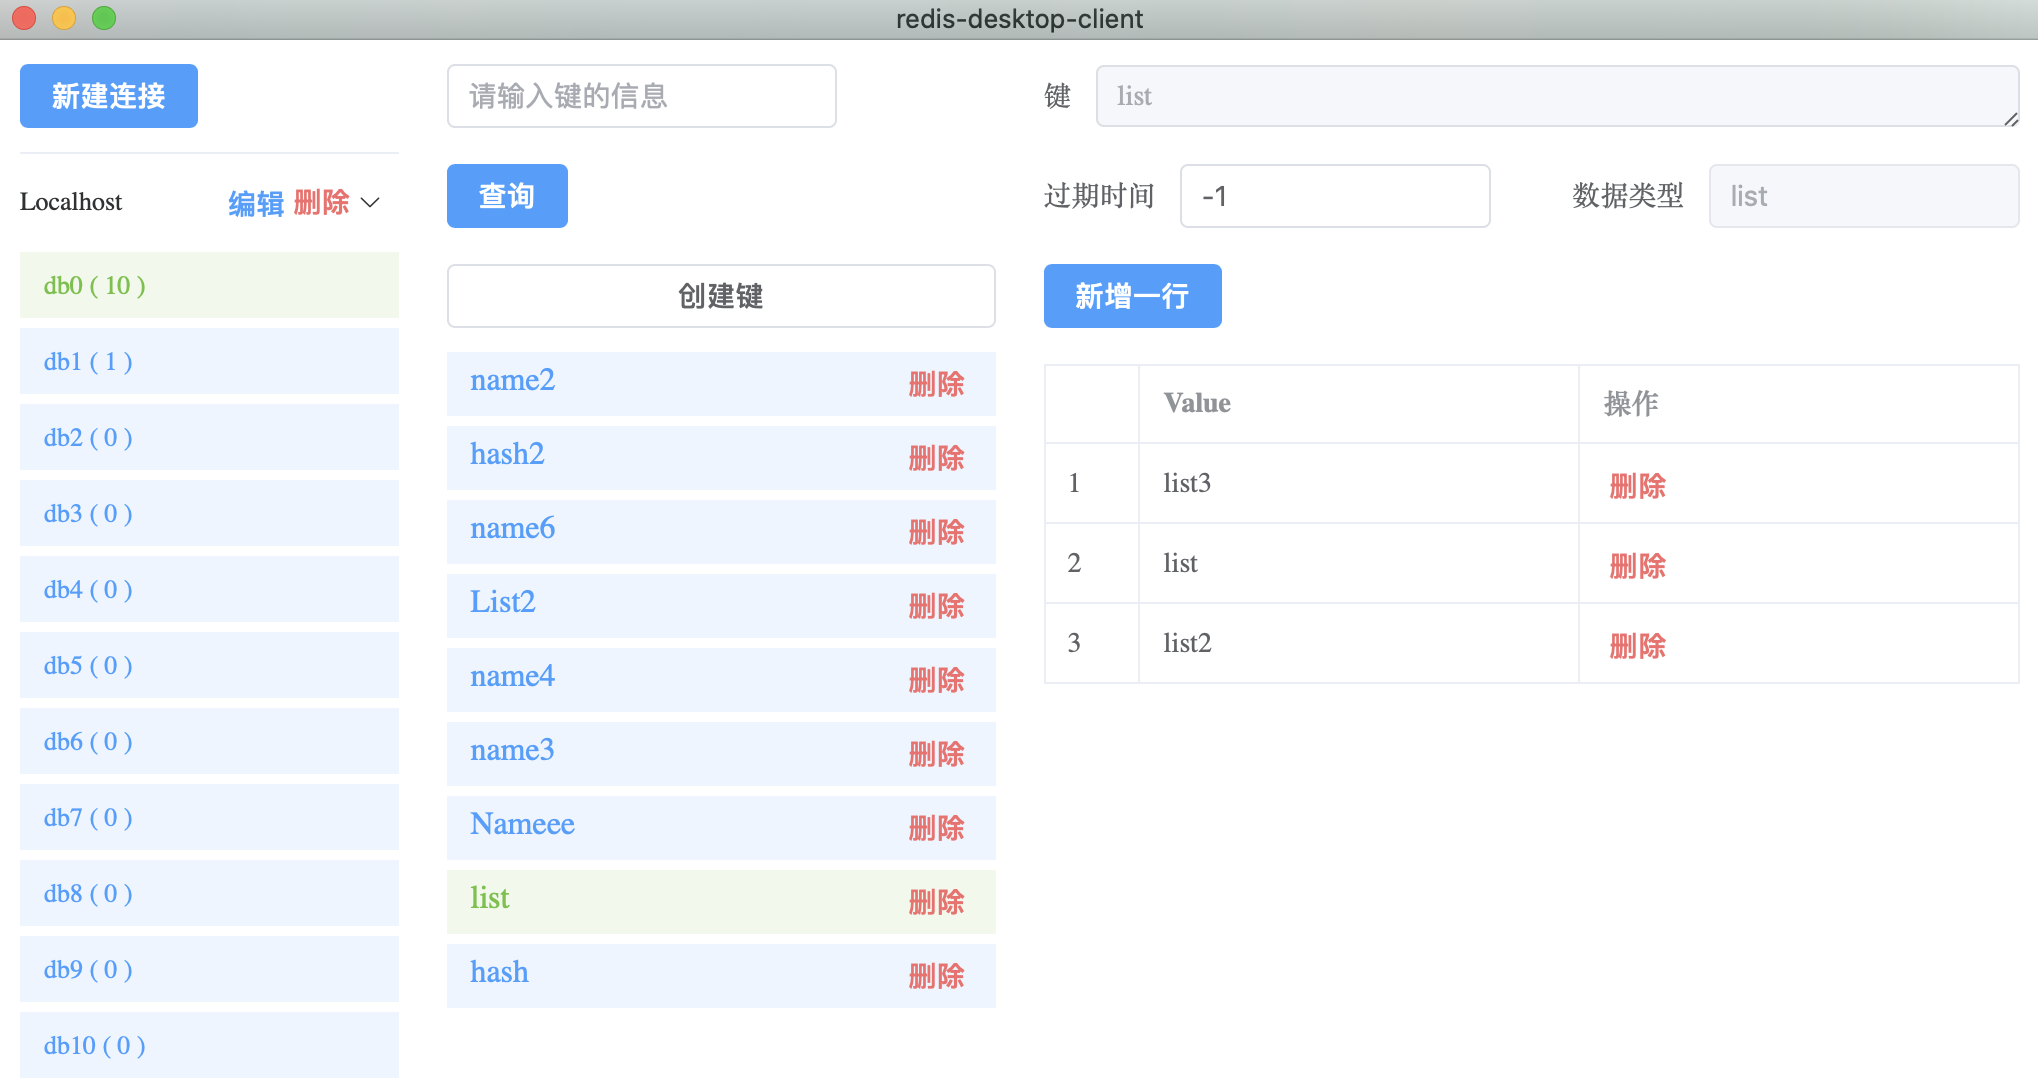 redis-desktop-client
新建连接
Localhost 编辑 删除
db0 ( 10 )
db1 ( 1 )
db2 ( 0 )
db3 ( 0 )
db4 ( 0 )
db5 ( 0 )
db6 ( 0 )
db7 ( 0 )
db8 ( 0 )
db9 ( 0 )
db10 ( 0 )
请输入键的信息
查询
创建键
name2 删除
hash2 删除
name6 删除
List2 删除
name4 删除
name3 删除
Nameee 删除
list 删除
hash 删除
键 list
过期时间 -1 数据类型 list
新增一行
Value 操作
1 list3 删除
2 list 删除
3 list2 删除